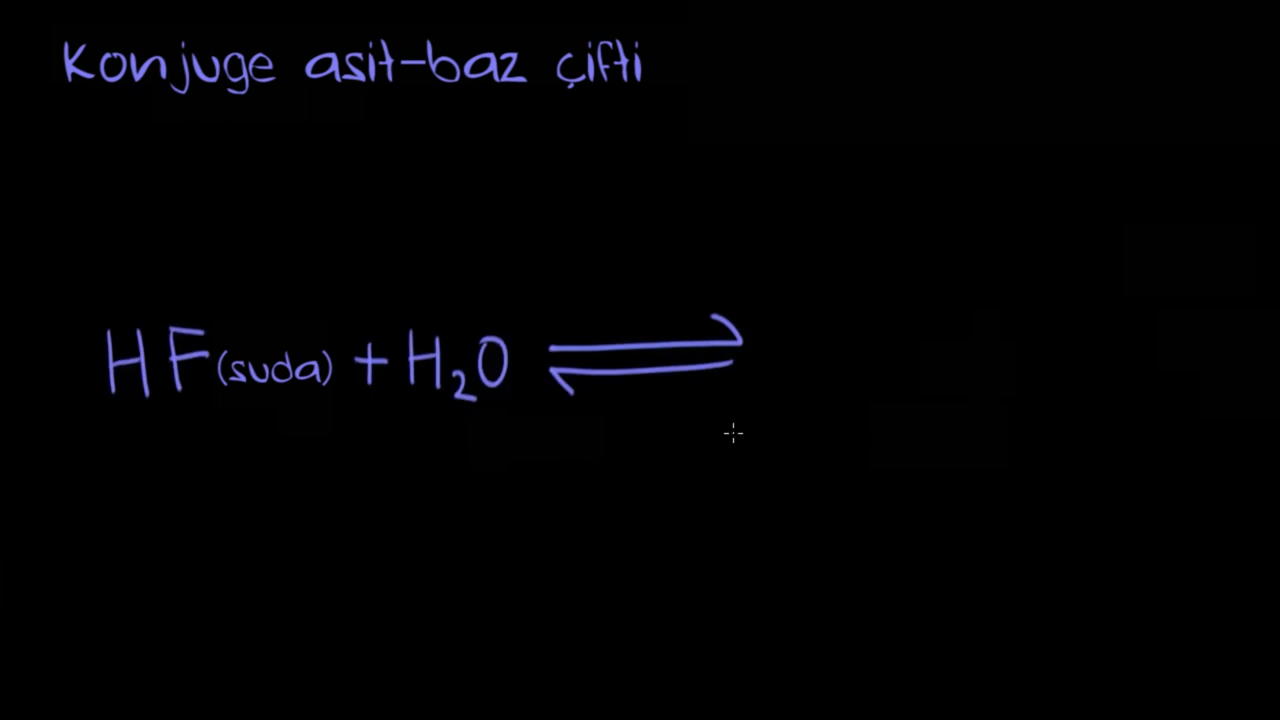 Konjuge asit-baz çifti
HF(suda) + H₂O ⇌